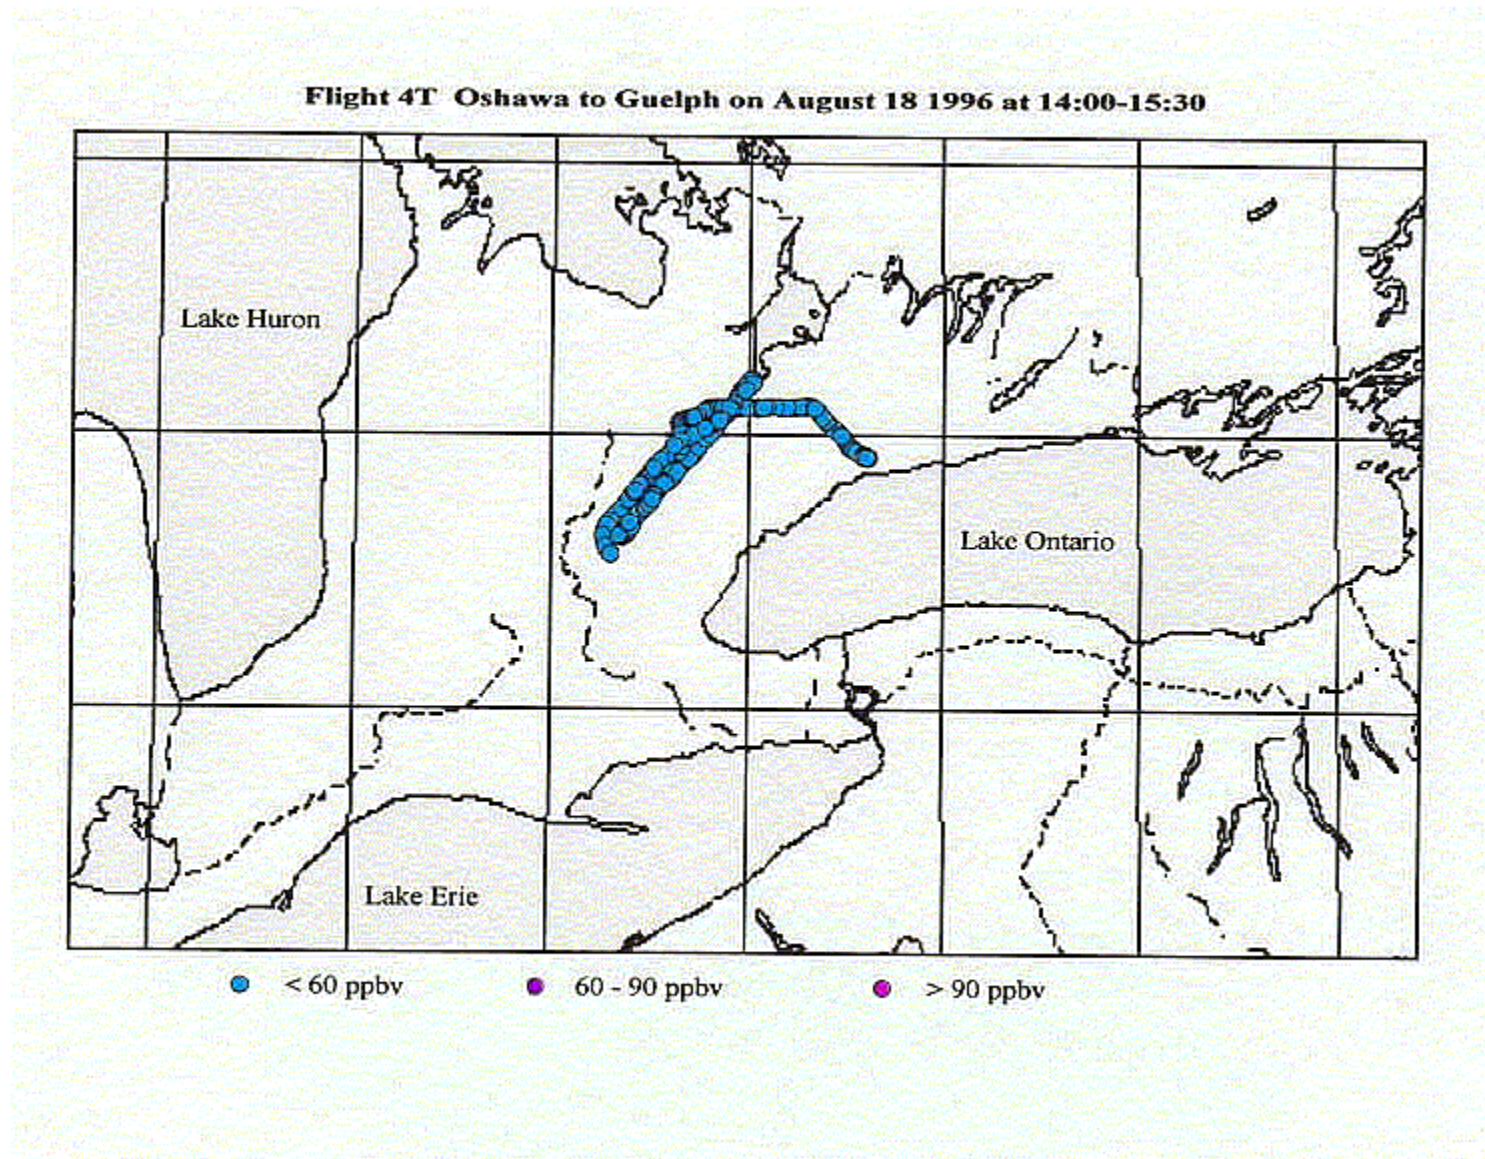 Flight 4T Oshawa to Guelph on August 18 1996 at 14:00-15:30
Lake Huron
Lake Ontario
Lake Erie
< 60 ppbv 60 - 90 ppbv > 90 ppbv